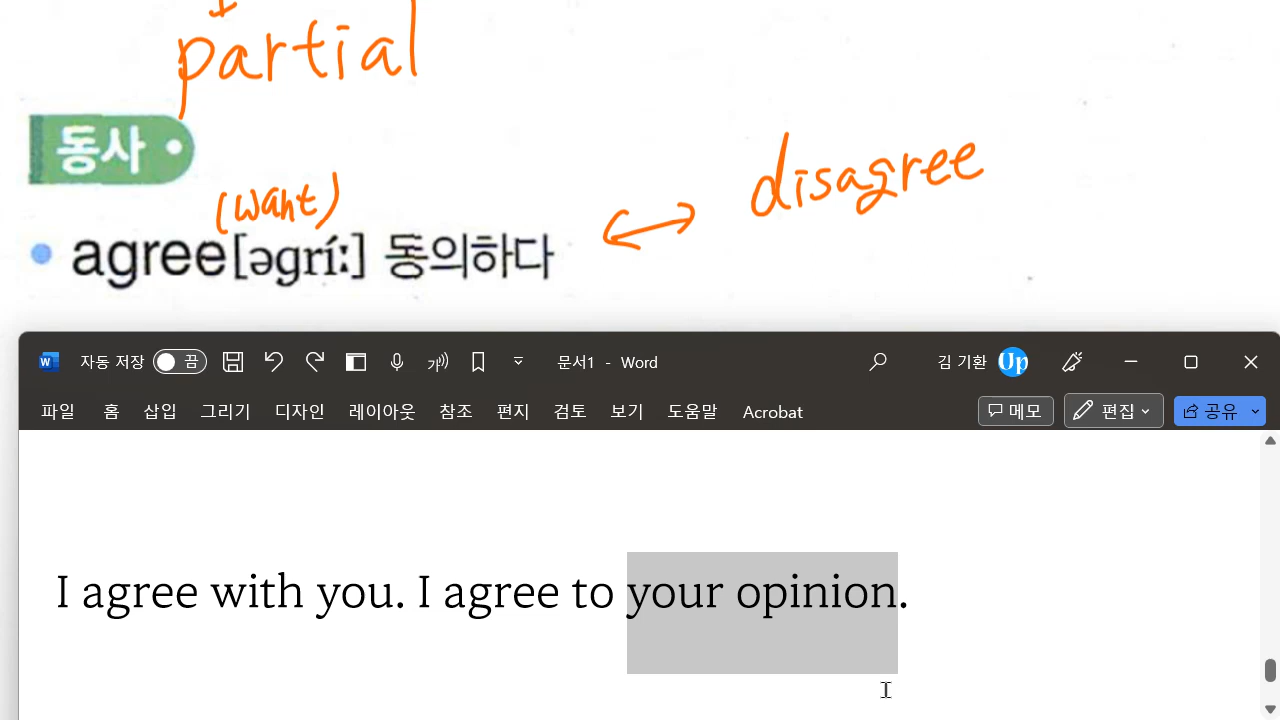 partial
동사
disagree
(want)
agree[əgríː] 동의하다
자동 저장 끔 가 문서1 - Word 김 기환 Up
파일 홈 삽입 그리기 디자인 레이아웃 참조 편지 검토 보기 도움말 Acrobat 메모 편집 공유
I agree with you. I agree to your opinion.